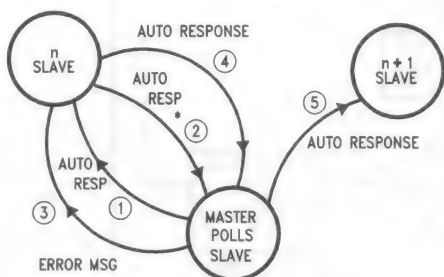 AUTO RESPONSE
n
SLAVE
4
n + 1
SLAVE
AUTO
RESP
*
2
5
AUTO RESPONSE
AUTO
RESP
3
1
MASTER
POLLS
SLAVE
ERROR MSG